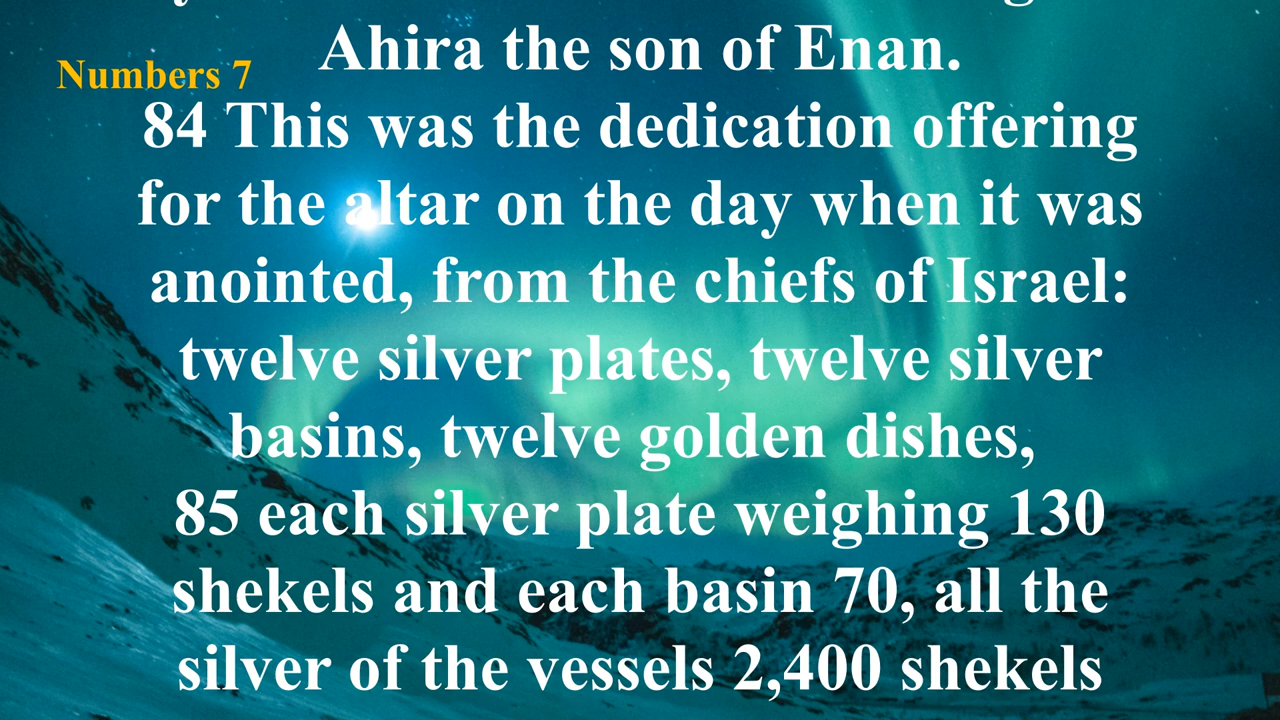 Numbers 7
Ahira the son of Enan.
84 This was the dedication offering
for the altar on the day when it was
anointed, from the chiefs of Israel:
twelve silver plates, twelve silver
basins, twelve golden dishes,
85 each silver plate weighing 130
shekels and each basin 70, all the
silver of the vessels 2,400 shekels